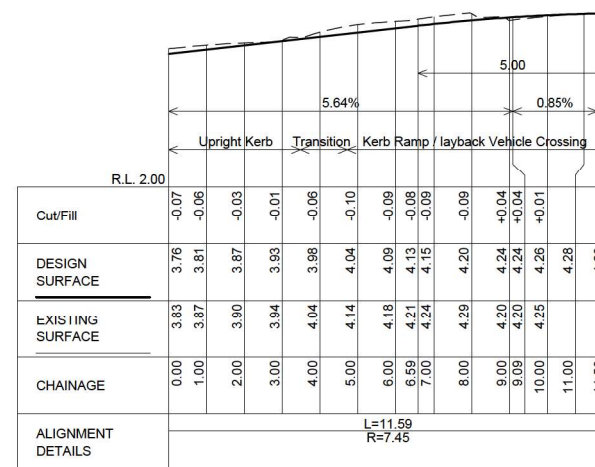 5.00
5.64% 0.85%
Upright Kerb Transition Kerb Ramp / layback Vehicle Crossing
R.L. 2.00
Cut/Fill -0.07 -0.06 -0.03 -0.01 -0.06 -0.10 -0.09 -0.08 -0.09 -0.09 +0.04 +0.04 +0.01
DESIGN SURFACE 3.76 3.81 3.87 3.93 3.98 4.04 4.09 4.13 4.15 4.20 4.24 4.24 4.26 4.28
EXISTING SURFACE 3.83 3.87 3.90 3.94 4.04 4.14 4.18 4.21 4.24 4.29 4.20 4.20 4.25
CHAINAGE 0.00 1.00 2.00 3.00 4.00 5.00 6.00 6.59 7.00 8.00 9.00 9.09 10.00 11.00
L=11.59
ALIGNMENT DETAILS R=7.45